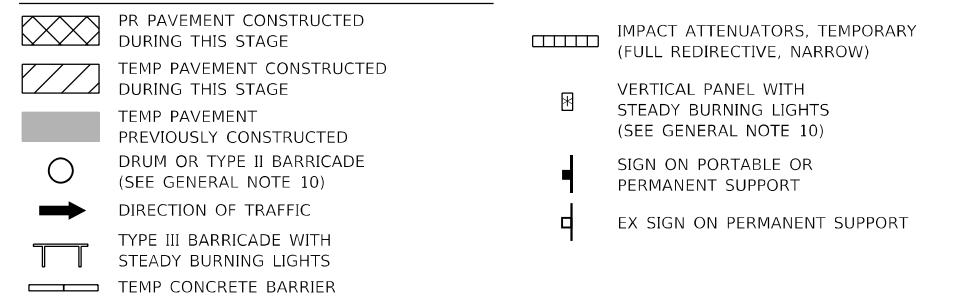 PR PAVEMENT CONSTRUCTED
DURING THIS STAGE
TEMP PAVEMENT CONSTRUCTED
DURING THIS STAGE
TEMP PAVEMENT
PREVIOUSLY CONSTRUCTED
DRUM OR TYPE II BARRICADE
(SEE GENERAL NOTE 10)
DIRECTION OF TRAFFIC
TYPE III BARRICADE WITH
STEADY BURNING LIGHTS
TEMP CONCRETE BARRIER
IMPACT ATTENUATORS, TEMPORARY
(FULL REDIRECTIVE, NARROW)
VERTICAL PANEL WITH
STEADY BURNING LIGHTS
(SEE GENERAL NOTE 10)
SIGN ON PORTABLE OR
PERMANENT SUPPORT
EX SIGN ON PERMANENT SUPPORT